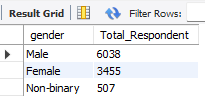 Result Grid Filter Rows:
gender Total_Respondent
Male 6038
Female 3455
Non-binary 507